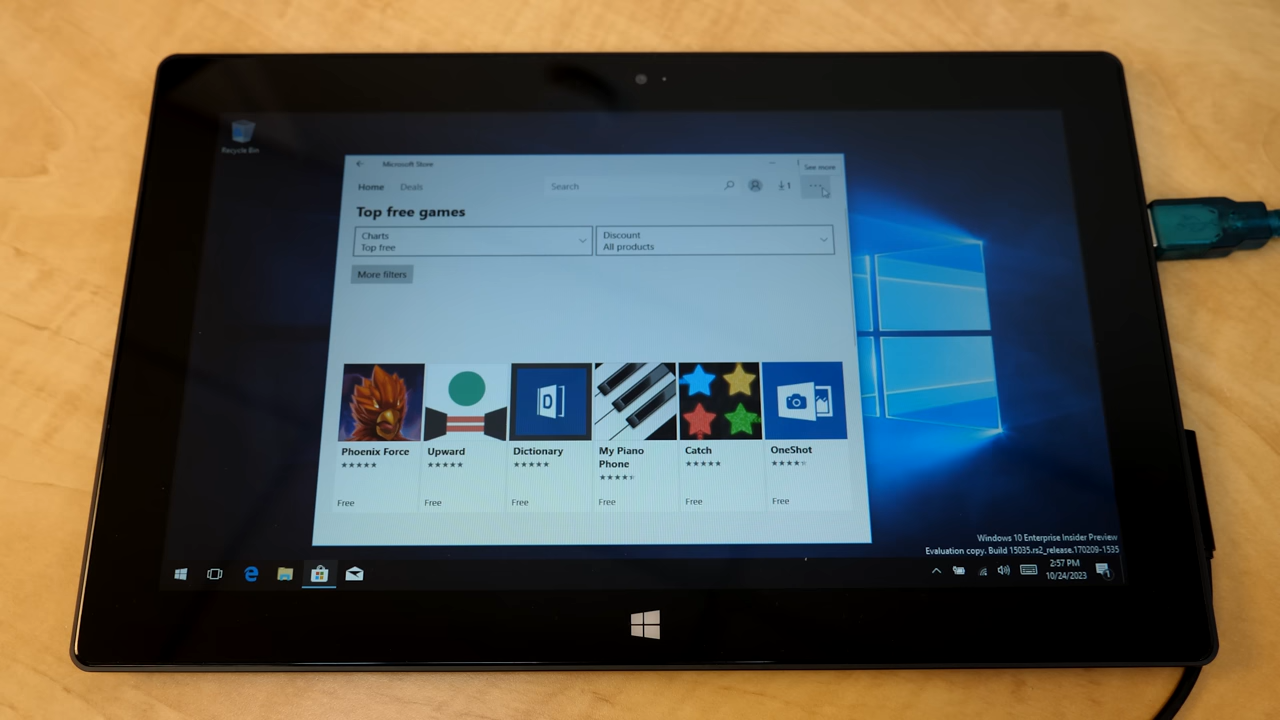 Recycle Bin
Microsoft Store
See more
Home Deals Search 1
Top free games
Charts
Top free
Discount
All products
More filters
D
Phoenix Force
Free
Upward
Free
Dictionary
Free
My Piano
Phone
Free
Catch
Free
OneShot
Free
Windows 10 Enterprise Insider Preview
Evaluation copy. Build 15035.rs2_release.170209-1535
2:57 PM
10/24/2023
1